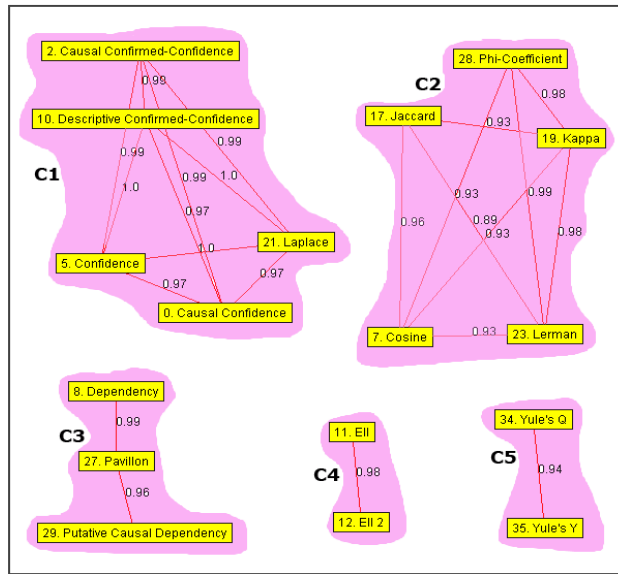 2. Causal Confirmed-Confidence
0.99
10. Descriptive Confirmed-Confidence
0.99
0.99
1.0
C1
1.0
0.99
0.97
21. Laplace
1.0
5. Confidence
0.97
0.97
0. Causal Confidence
28. Phi-Coefficient
C2
0.98
17. Jaccard
0.93
19. Kappa
0.93
0.99
0.96
0.89
0.93
0.98
7. Cosine
0.93
23. Lerman
8. Dependency
0.99
C3
27. Pavillon
0.96
29. Putative Causal Dependency
11. Ell
C4
0.98
12. Ell 2
34. Yule's Q
C5
0.94
35. Yule's Y